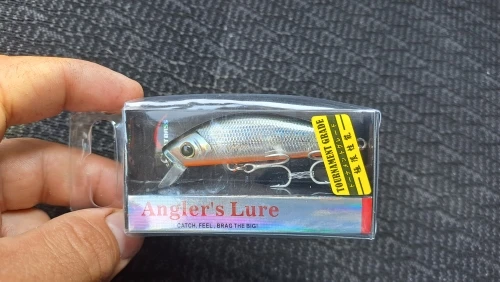 TOURNAMENT GRADE
Angler's Lure
CATCH. FEEL. BRAG THE BIG!